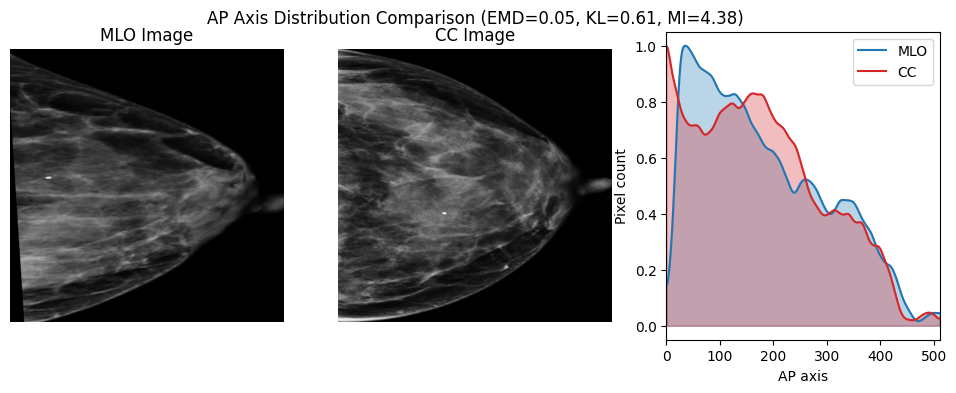 AP Axis Distribution Comparison (EMD=0.05, KL=0.61, MI=4.38)
MLO Image
CC Image
MLO
CC
Pixel count
1.0
0.8
0.6
0.4
0.2
0.0
0 100 200 300 400 500
AP axis